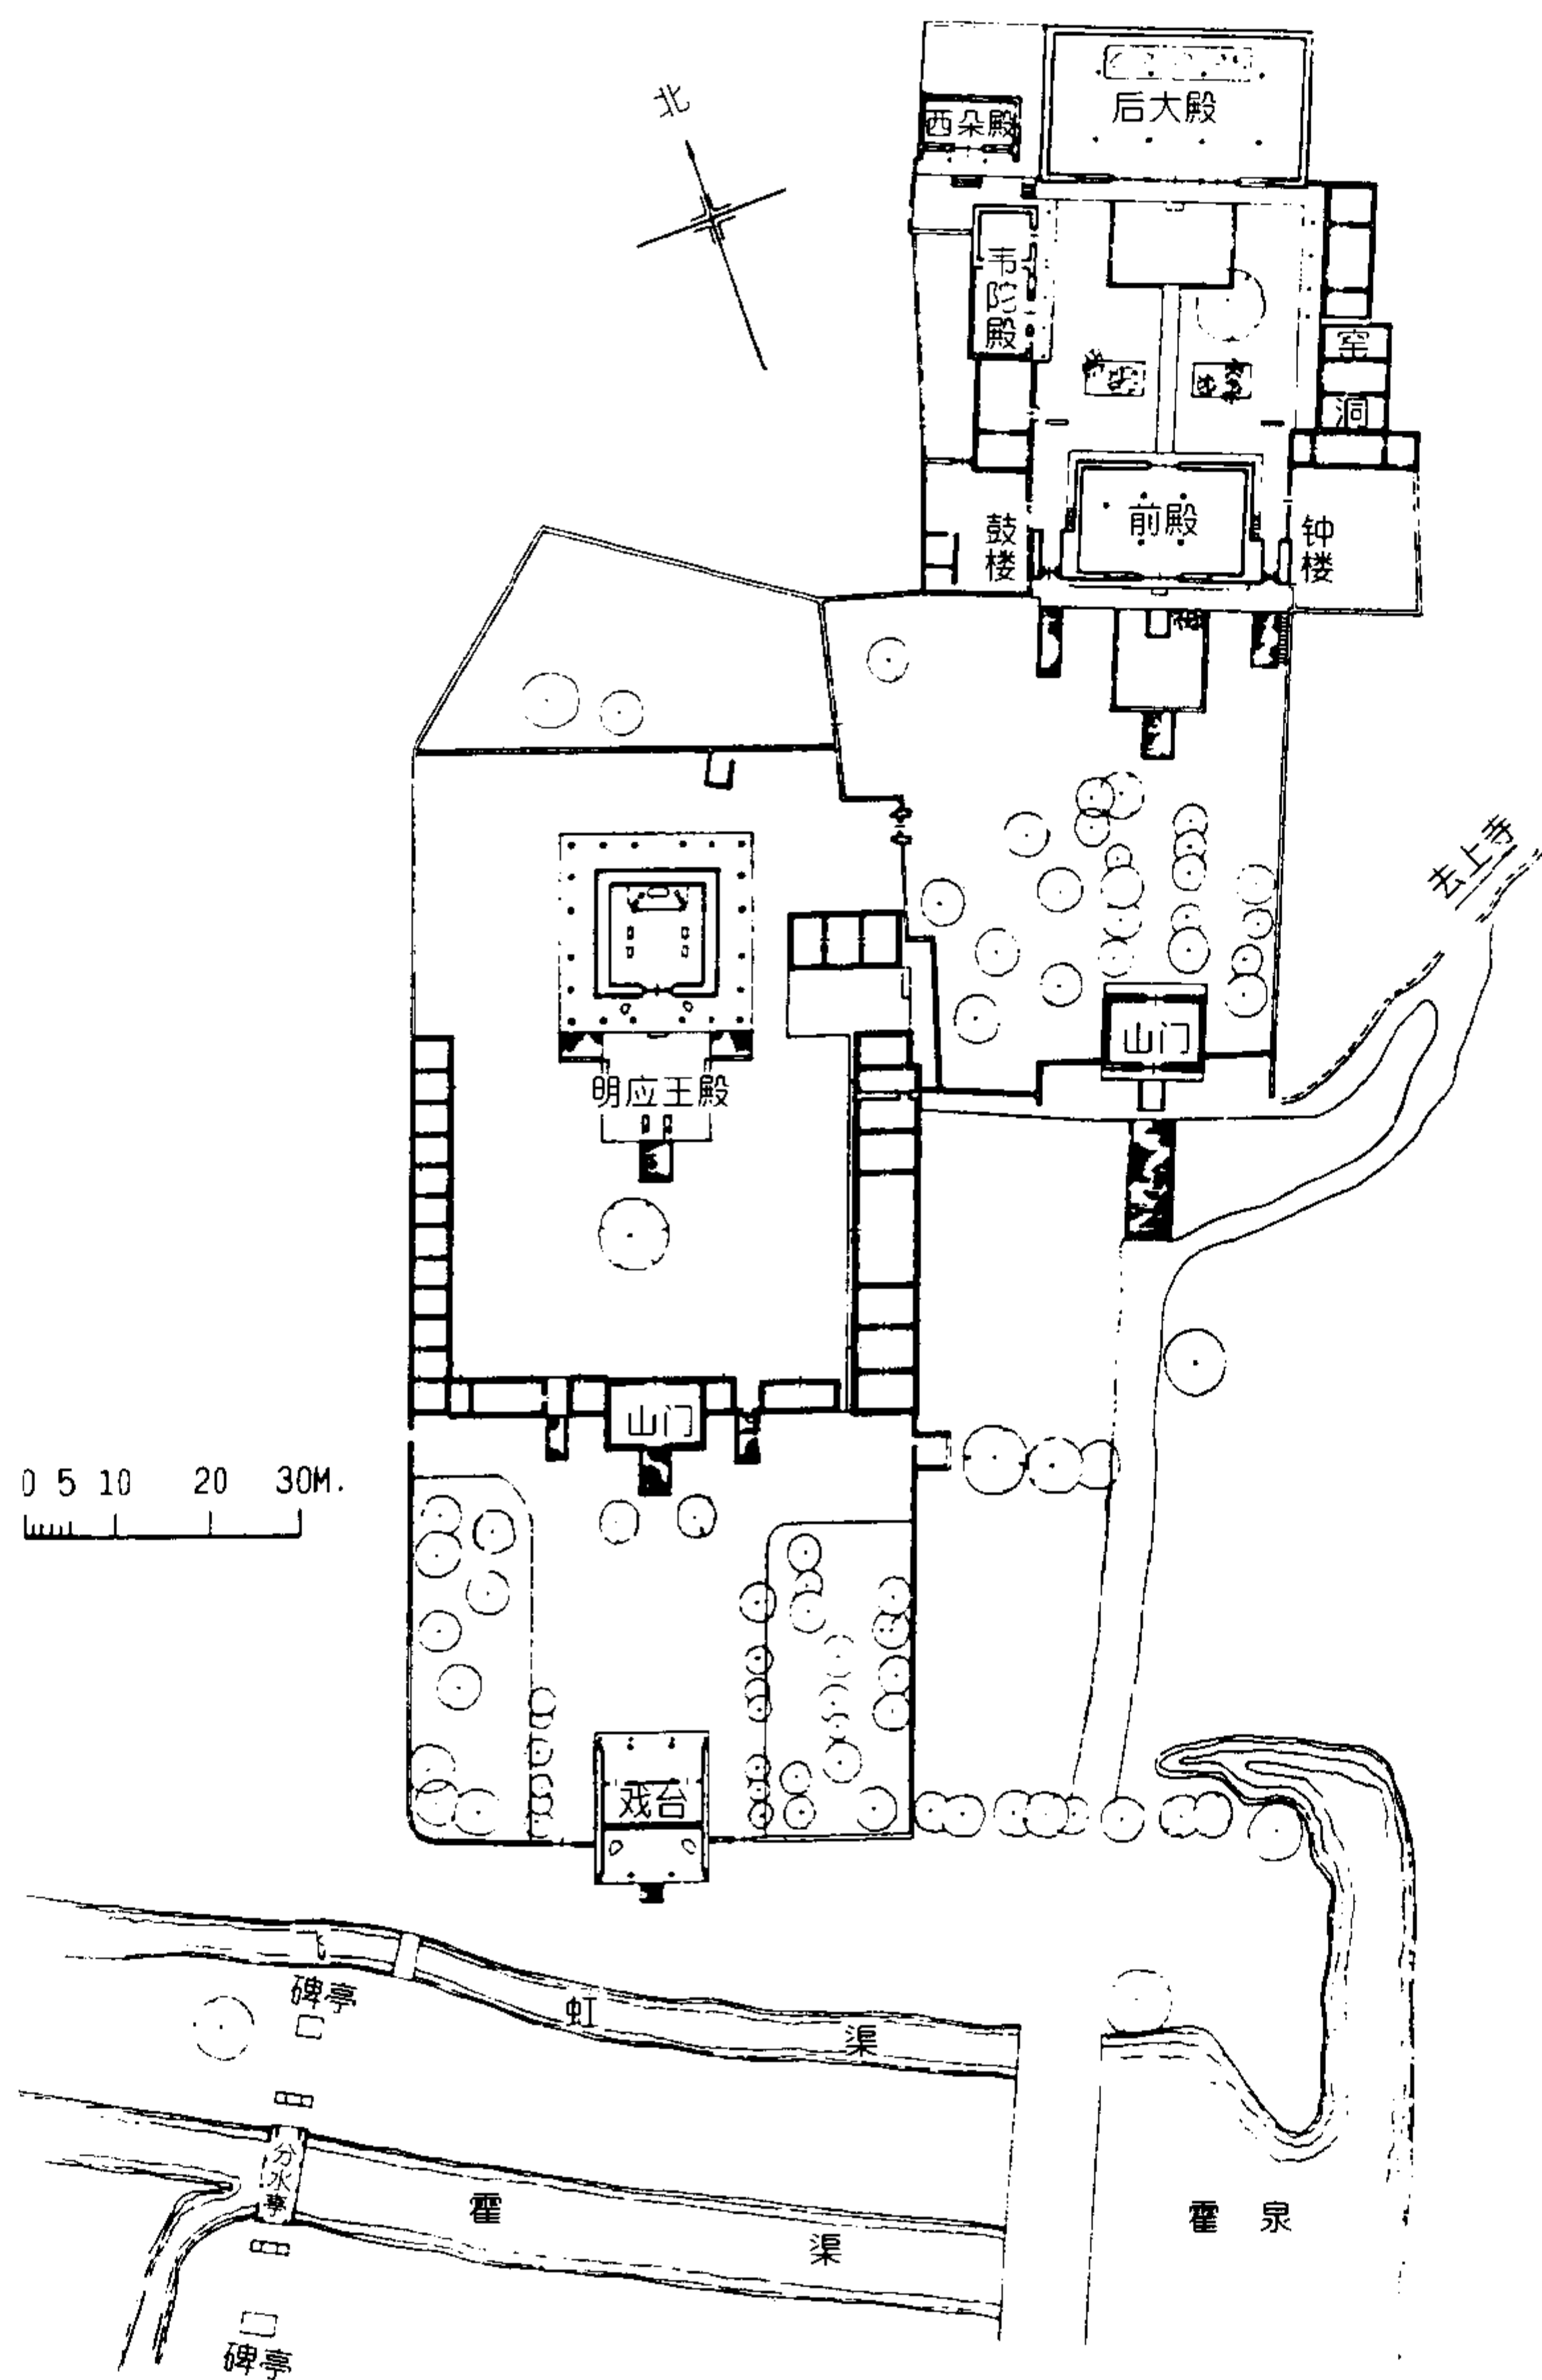 北
后大殿
西朵殿
韦陀殿
窑洞
前殿
鼓楼
钟楼
去上寺
山门
明应王殿
山门
0 5 10 20 30M.
戏台
飞虹渠
碑亭
分水亭
霍渠
霍泉
碑亭